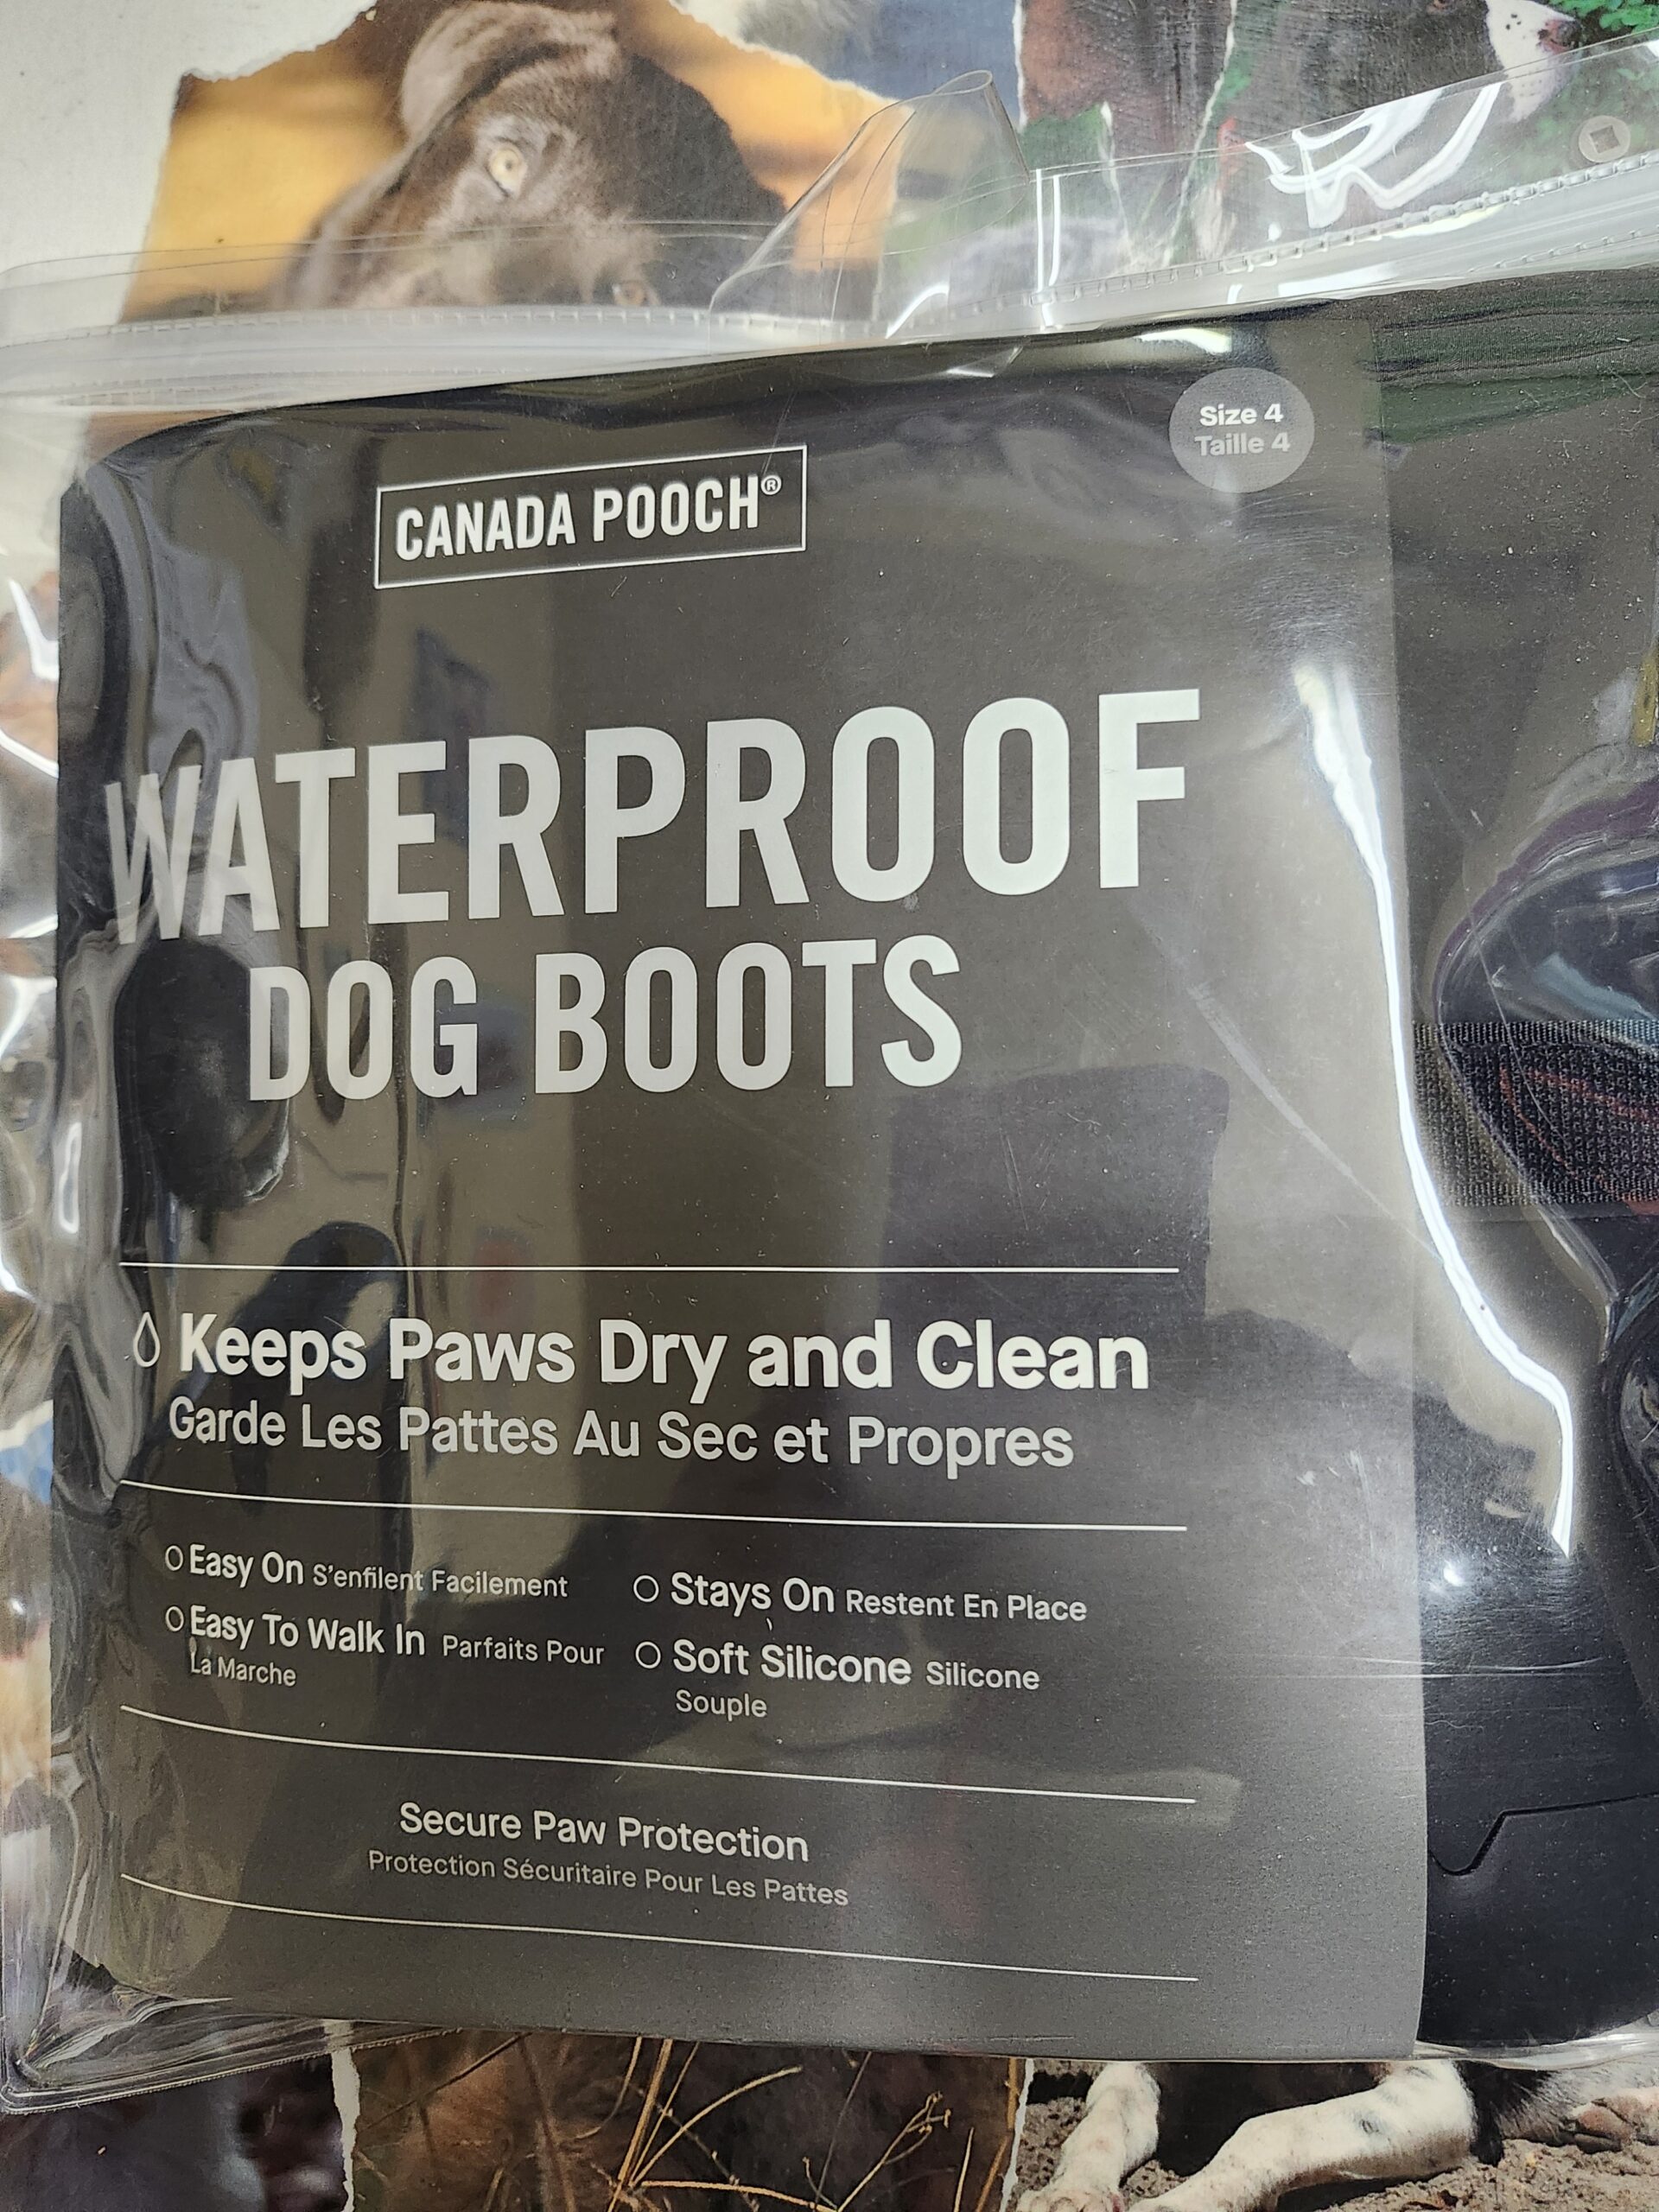 Size 4
Taille 4
CANADA POOCH®
WATERPROOF
DOG BOOTS
Keeps Paws Dry and Clean
Garde Les Pattes Au Sec et Propres
Easy On S'enfilent Facilement
Easy To Walk In Parfaits Pour
La Marche
Stays On Restent En Place
Soft Silicone Silicone
Souple
Secure Paw Protection
Protection Sécuritaire Pour Les Pattes